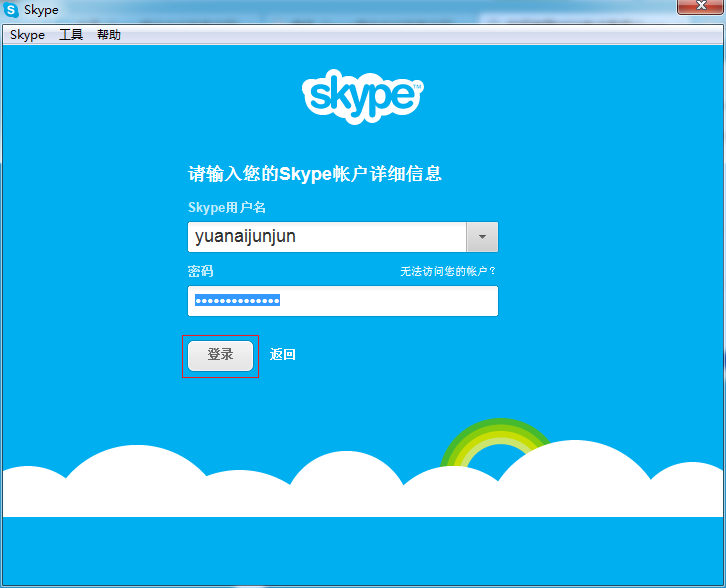 Skype
Skype 工具 帮助
skype™
请输入您的Skype帐户详细信息
Skype用户名
yuanaijunjun
密码 无法访问您的帐户？
••••••••••••••
登录 返回